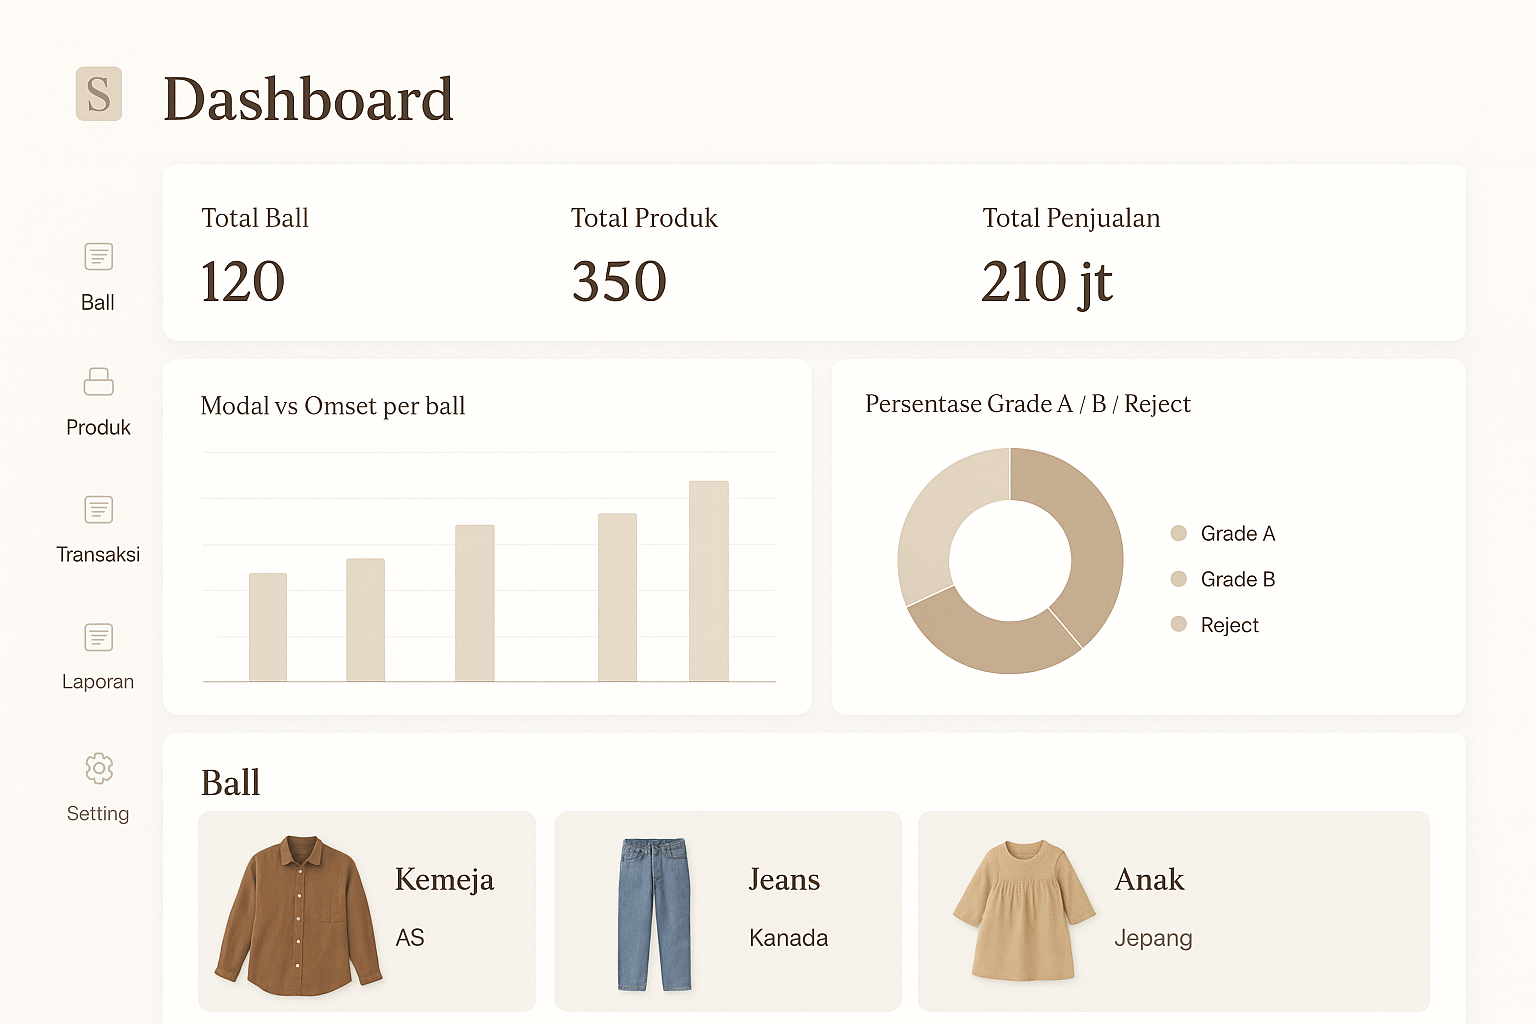 S
Dashboard
Ball
Produk
Transaksi
Laporan
Setting
Total Ball
120
Total Produk
350
Total Penjualan
210 jt
Modal vs Omset per ball
Persentase Grade A / B / Reject
Grade A
Grade B
Reject
Ball
Kemeja
AS
Jeans
Kanada
Anak
Jepang